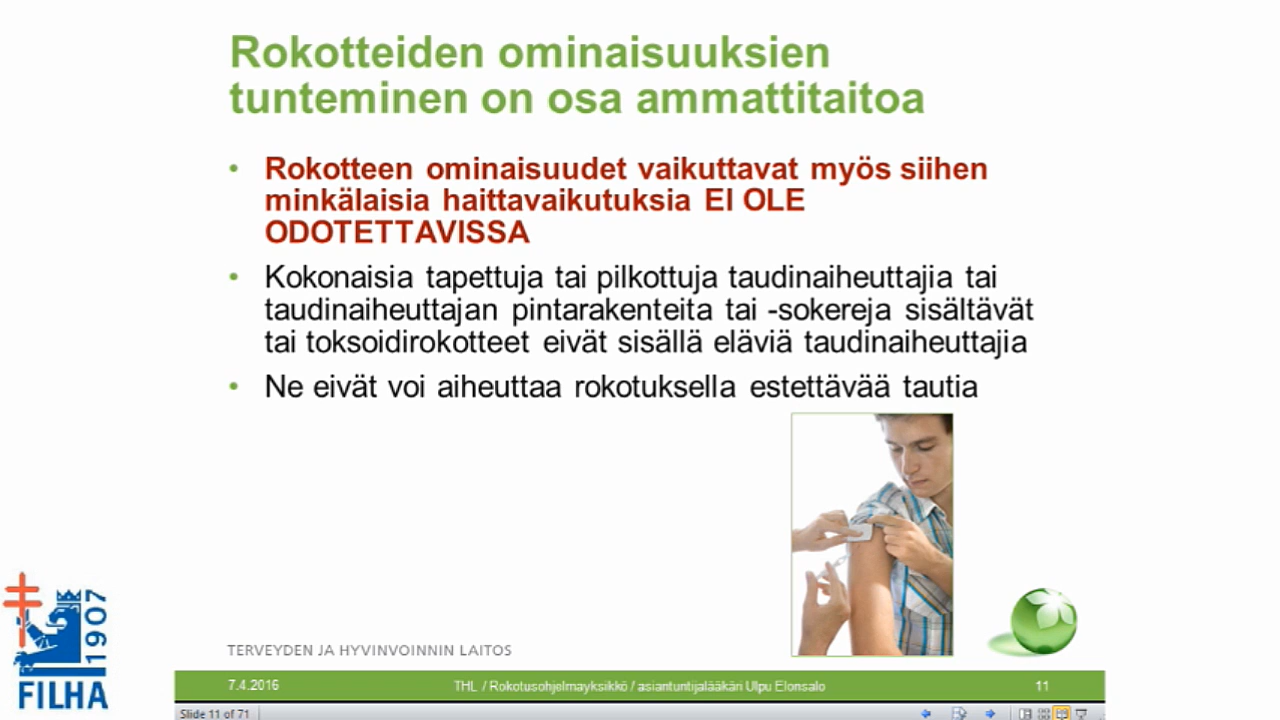 Rokotteiden ominaisuuksien
tunteminen on osa ammattitaitoa
• Rokotteen ominaisuudet vaikuttavat myös siihen
minkälaisia haittavaikutuksia EI OLE
ODOTETTAVISSA
• Kokonaisia tapettuja tai pilkottuja taudinaiheuttajia tai
taudinaiheuttajan pintarakenteita tai -sokereja sisältävät
tai toksoidirokotteet eivät sisällä eläviä taudinaiheuttajia
• Ne eivät voi aiheuttaa rokotuksella estettävää tautia
1907
FILHA
TERVEYDEN JA HYVINVOINNIN LAITOS
7.4.2016
THL / Rokotusohjelmayksikkö / asiantuntijalääkäri Ulpu Elonsalo
11
Slide 11 of 71